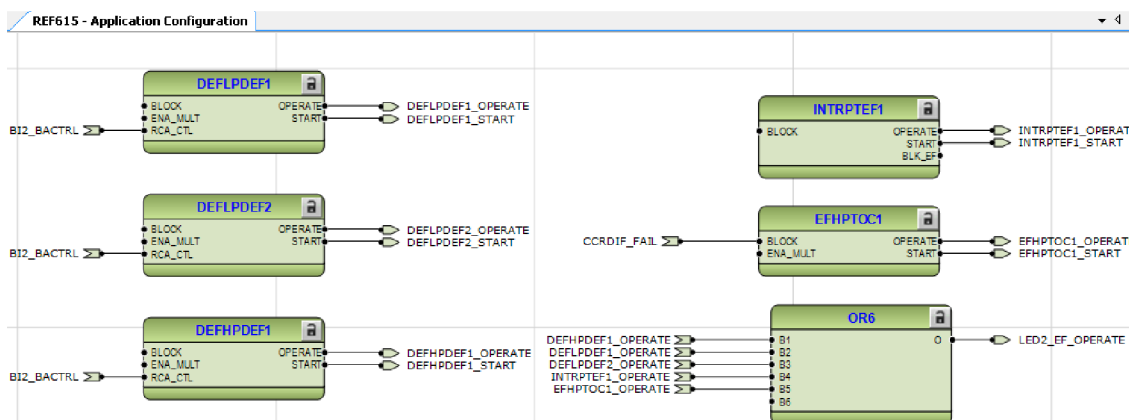 REF615 - Application Configuration
DEFLPDEF1
BLOCK OPERATE DEFLPDEF1_OPERATE
ENA_MULT START DEFLPDEF1_START
BI2_BACTRL RCA_CTL
DEFLPDEF2
BLOCK OPERATE DEFLPDEF2_OPERATE
ENA_MULT START DEFLPDEF2_START
BI2_BACTRL RCA_CTL
DEFHPDEF1
BLOCK OPERATE DEFHPDEF1_OPERATE
ENA_MULT START DEFHPDEF1_START
BI2_BACTRL RCA_CTL
INTRPTEF1
BLOCK OPERATE INTRPTEF1_OPERAT
START INTRPTEF1_START
BLK_EF
EFHPTOC1
CCRDIF_FAIL BLOCK OPERATE EFHPTOC1_OPERAT
ENA_MULT START EFHPTOC1_START
OR6
DEFHPDEF1_OPERATE B1 O LED2_EF_OPERATE
DEFLPDEF1_OPERATE B2
DEFLPDEF2_OPERATE B3
INTRPTEF1_OPERATE B4
EFHPTOC1_OPERATE B5
B6